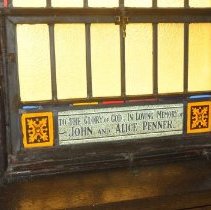 TO THE GLORY OF GOD & IN LOVING MEMORY of
JOHN AND ALICE PENNER